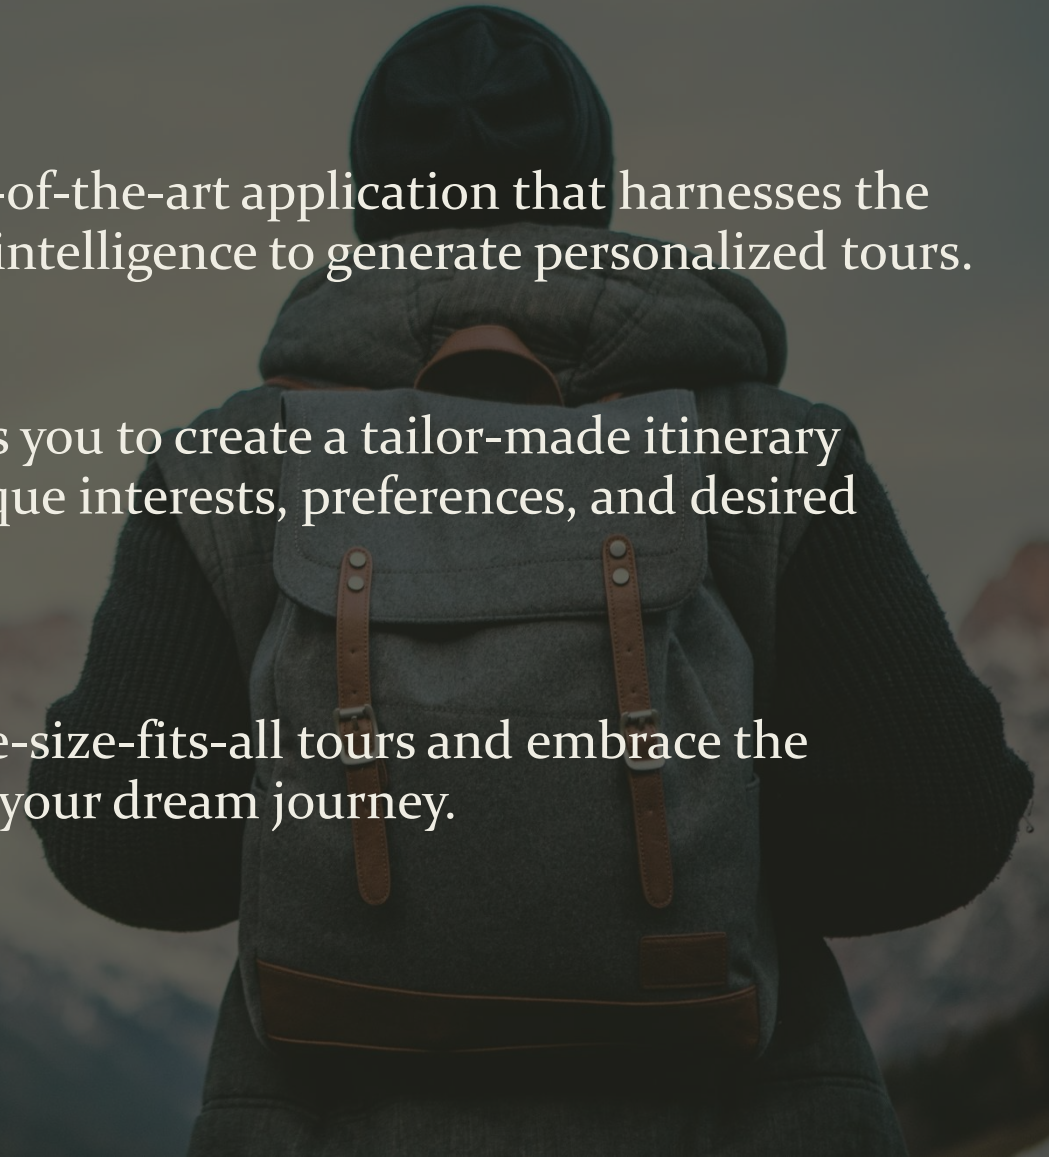 -of-the-art application that harnesses the
intelligence to generate personalized tours.
s you to create a tailor-made itinerary
que interests, preferences, and desired
e-size-fits-all tours and embrace the
your dream journey.